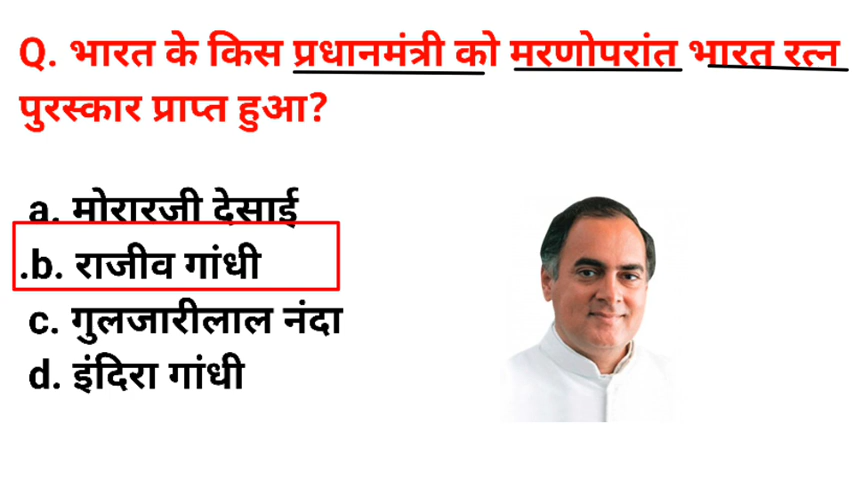 Q. भारत के किस प्रधानमंत्री को मरणोपरांत भारत रत्न
पुरस्कार प्राप्त हुआ?
a. मोरारजी देसाई
.b. राजीव गांधी
c. गुलजारीलाल नंदा
d. इंदिरा गांधी